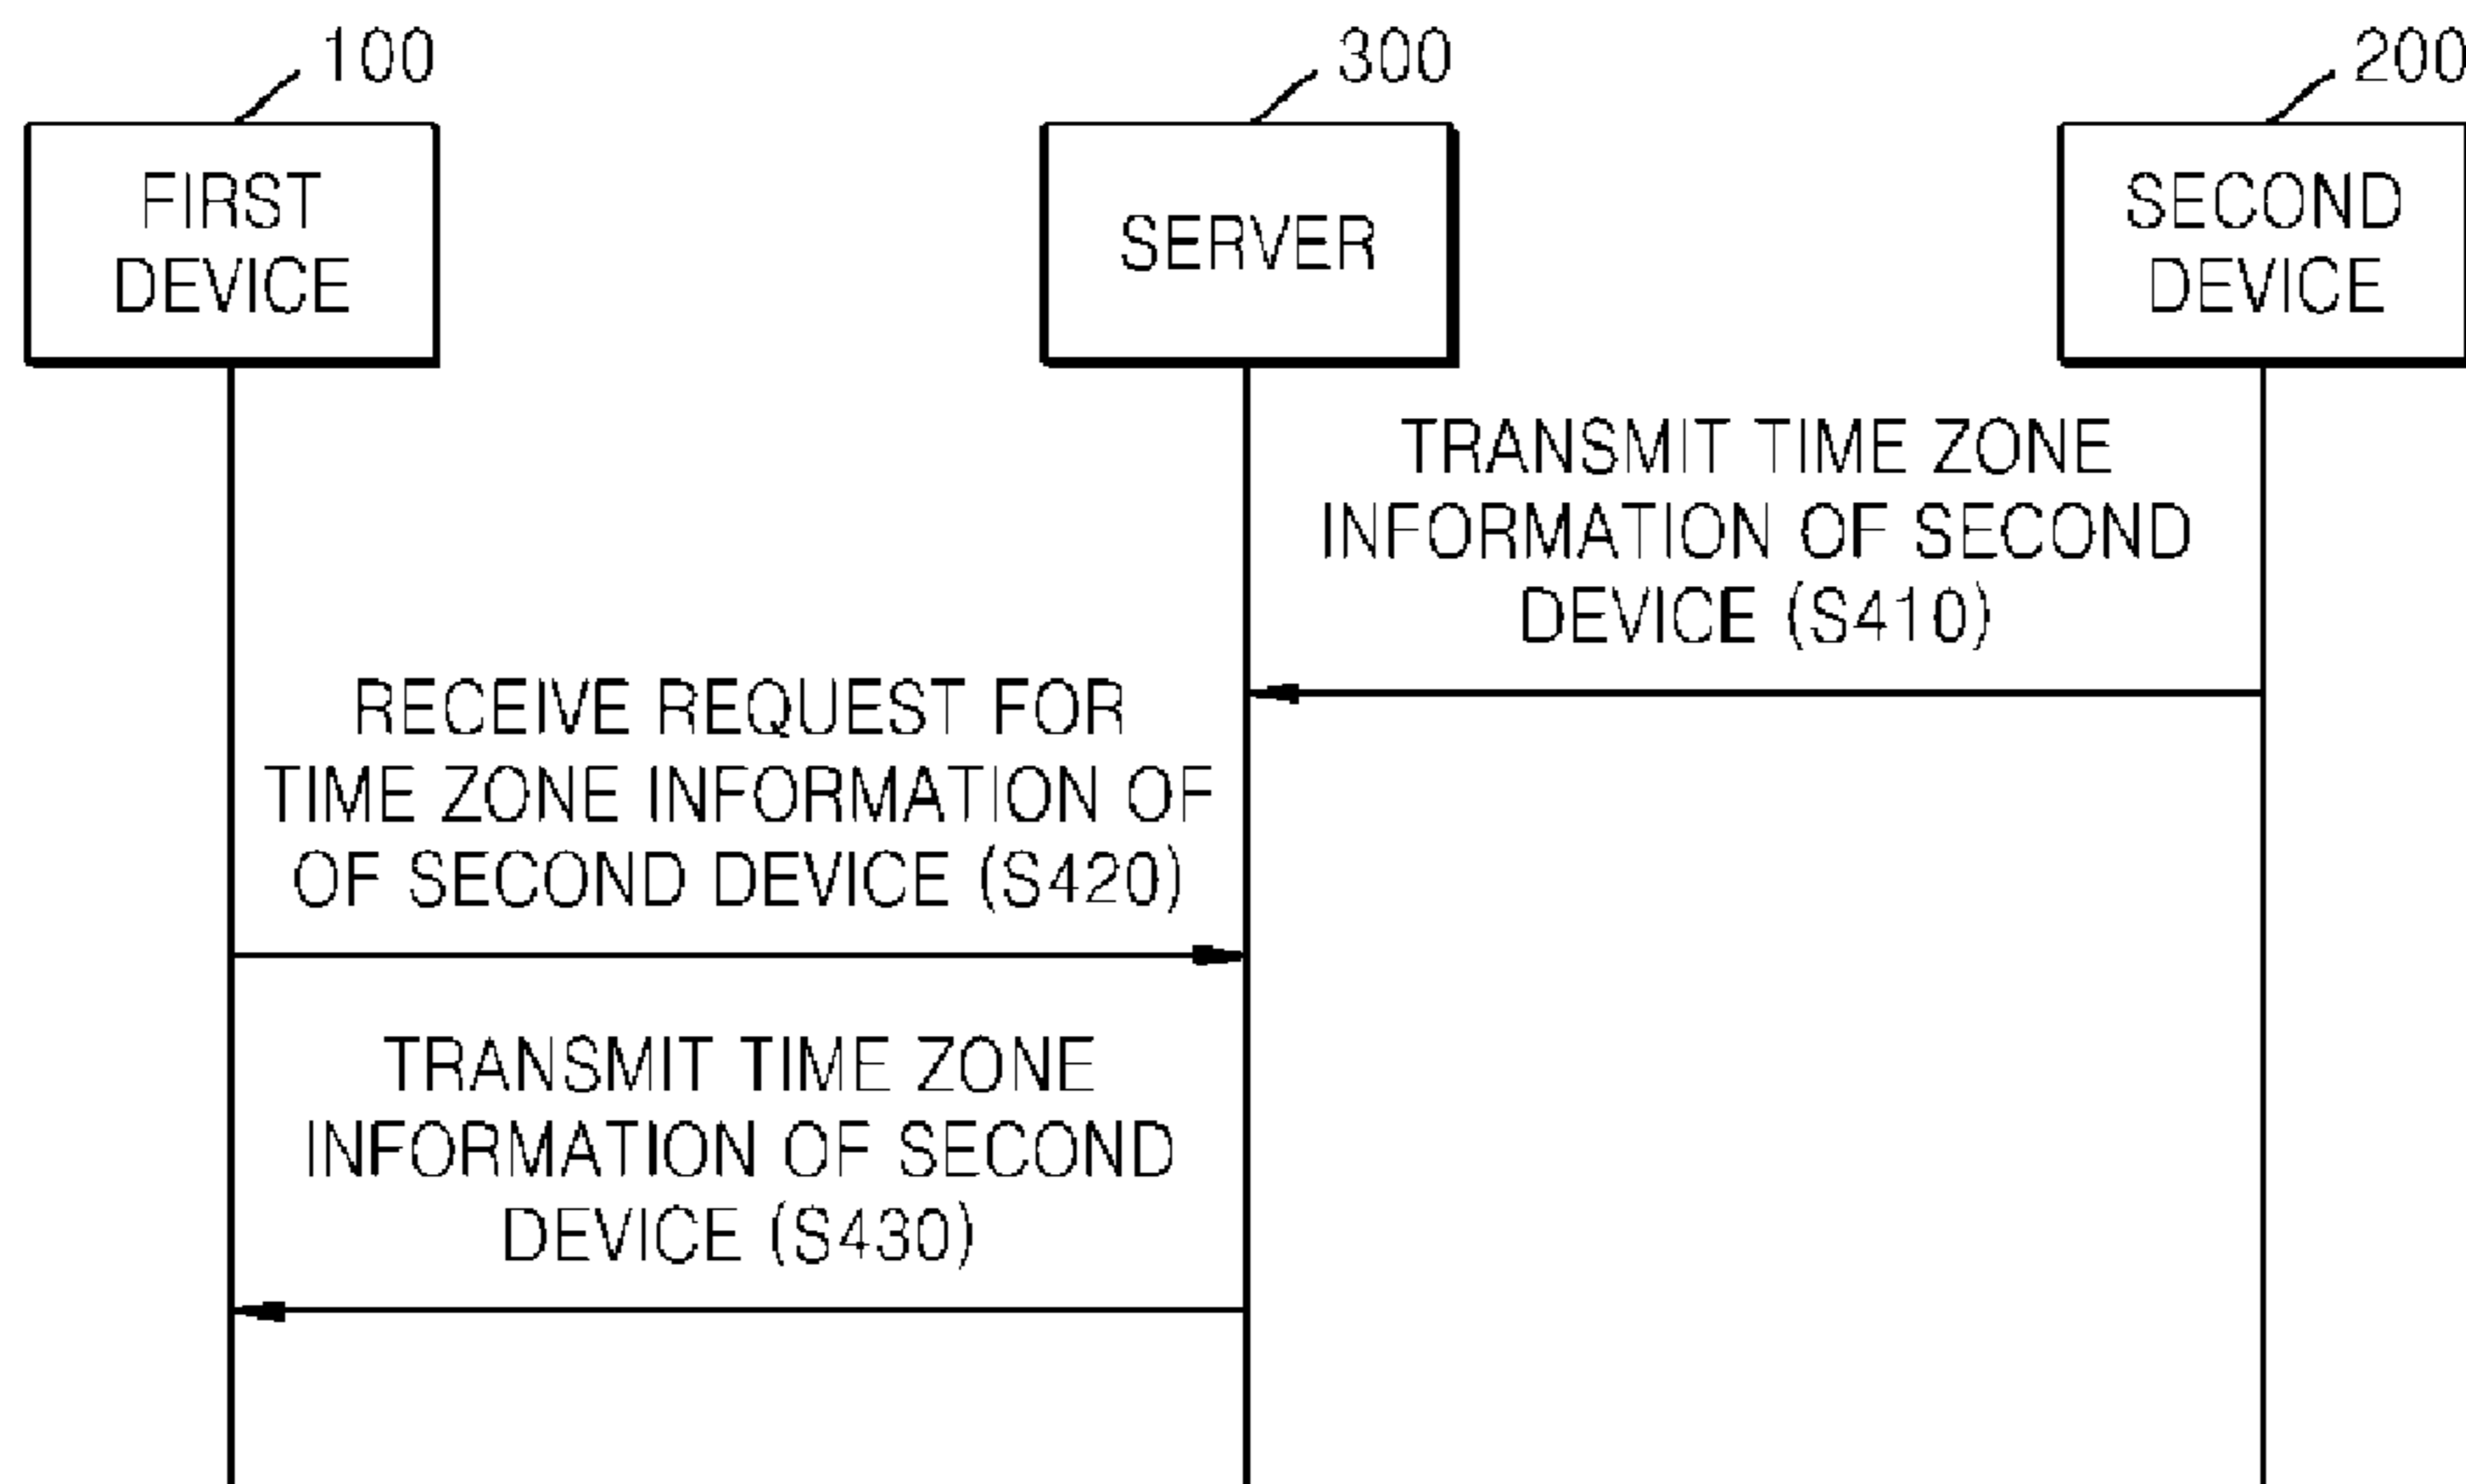 100
300
200
FIRST
DEVICE
SERVER
SECOND
DEVICE
TRANSMIT TIME ZONE
INFORMATION OF SECOND
DEVICE (S410)
RECEIVE REQUEST FOR
TIME ZONE INFORMATION OF
OF SECOND DEVICE (S420)
TRANSMIT TIME ZONE
INFORMATION OF SECOND
DEVICE (S430)